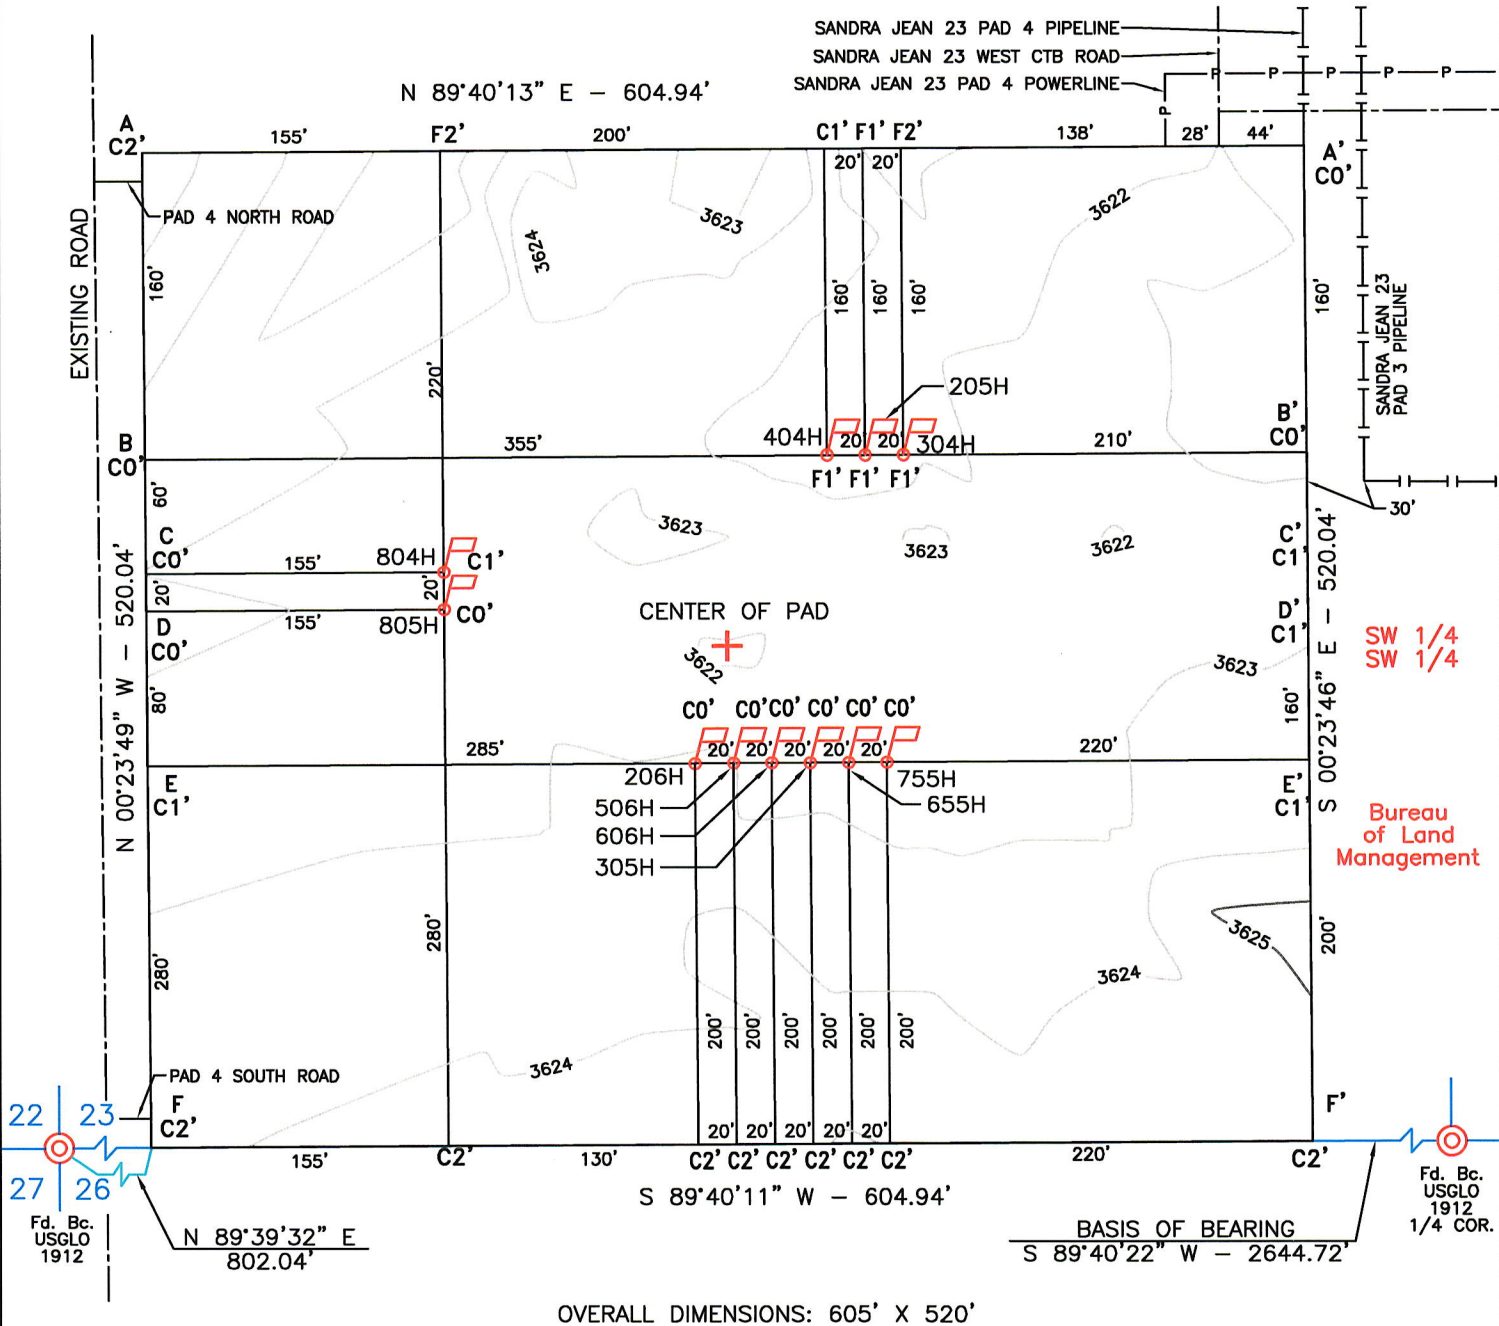 SANDRA JEAN 23 PAD 4 PIPELINE
SANDRA JEAN 23 WEST CTB ROAD
SANDRA JEAN 23 PAD 4 POWERLINE
P P P P P
P
N 89°40'13" E - 604.94'
A
C2'
155'
F2'
200'
C1' F1' F2'
138'
28'
44'
A'
C0'
20' 20'
PAD 4 NORTH ROAD
EXISTING ROAD
160'
3624
3623
3622
160' 160' 160'
160'
SANDRA JEAN 23
PAD 3 PIPELINE
220'
205H
B
C0'
355'
404H
20' 20'
304H
210'
B'
C0'
F1' F1' F1'
60'
30'
3623
3623
3622
C
C0'
155'
804H
C1'
C'
C1'
20'
20'
D
C0'
155'
805H
C0'
D'
C1'
CENTER OF PAD
3622
3623
SW 1/4
SW 1/4
N 00°23'49" W - 520.04'
S 00°23'46" E - 520.04'
80'
160'
C0' C0' C0' C0' C0' C0'
285'
20' 20' 20' 20' 20'
220'
206H
755H
E
C1'
E'
C1'
506H
655H
606H
305H
Bureau
of Land
Management
280'
280'
3625
200'
3624
200' 200' 200' 200' 200' 200'
3624
PAD 4 SOUTH ROAD
F
C2'
F'
22 23
27 26
20' 20' 20' 20' 20'
155'
C2'
130'
C2' C2' C2' C2' C2' C2'
220'
C2'
S 89°40'11" W - 604.94'
Fd. Bc.
USGLO
1912
N 89°39'32" E
802.04'
BASIS OF BEARING
S 89°40'22" W - 2644.72'
Fd. Bc.
USGLO
1912
1/4 COR.
OVERALL DIMENSIONS: 605' X 520'